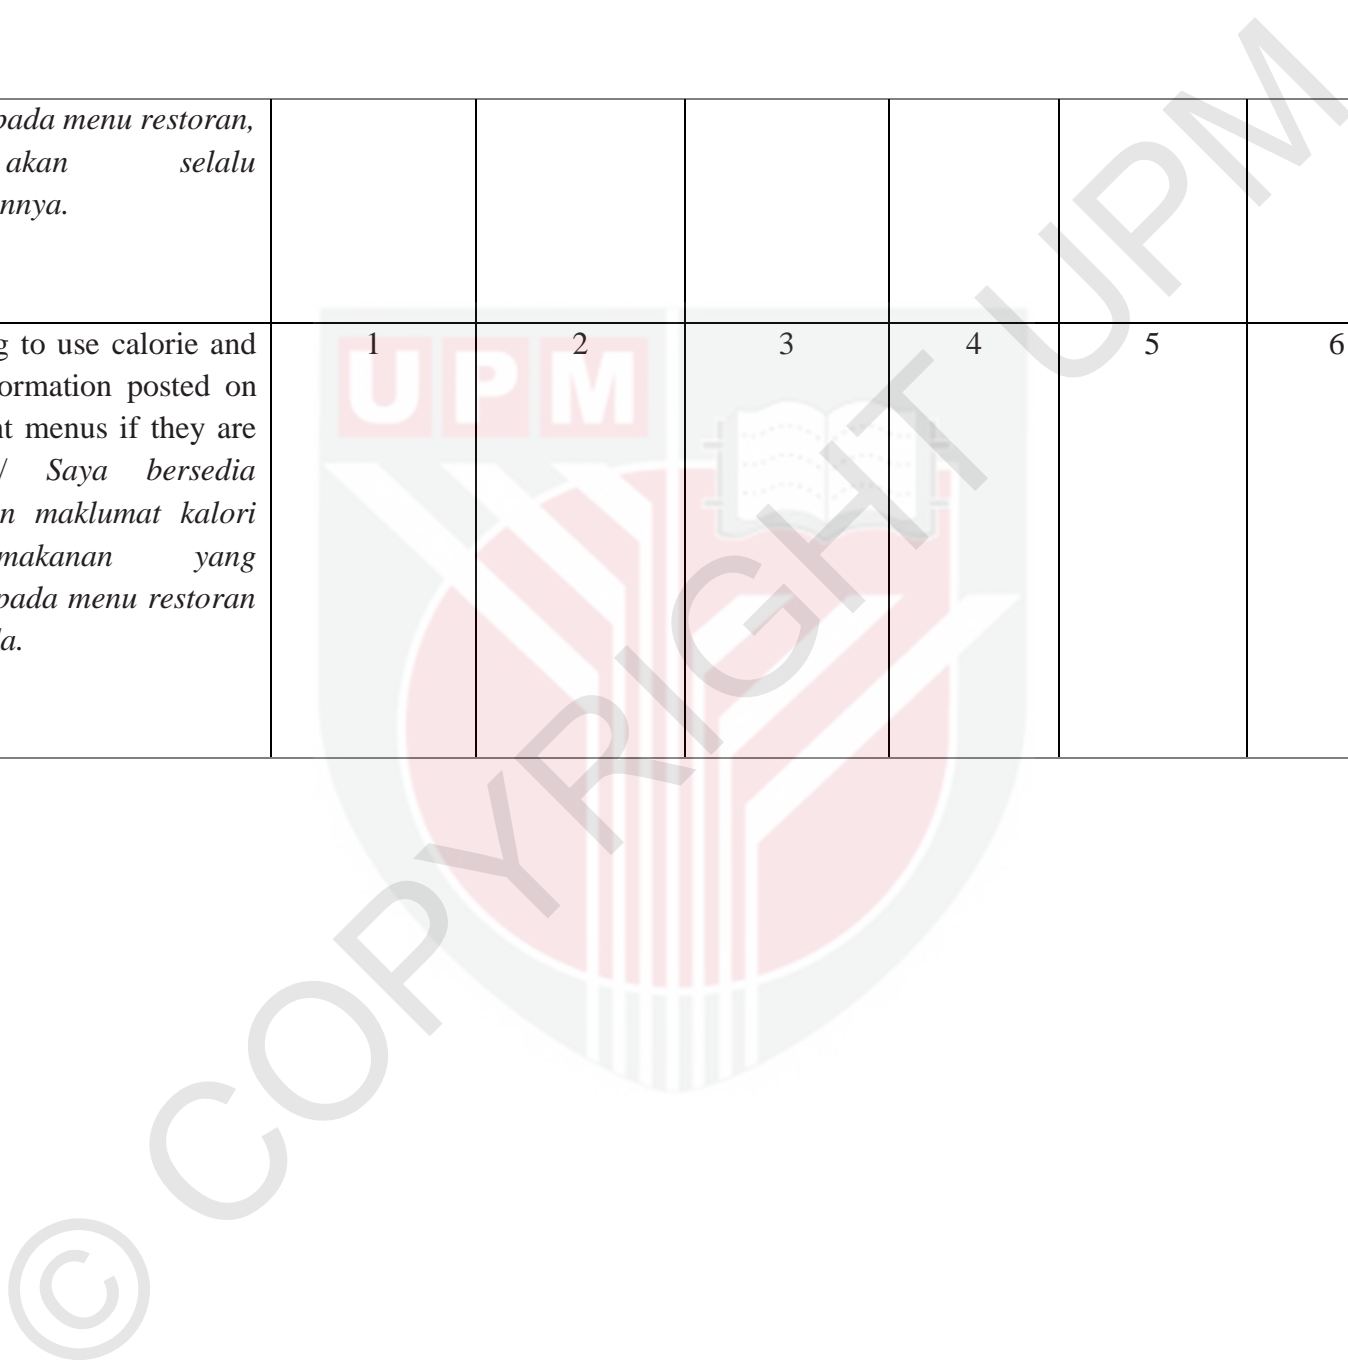 pada menu restoran,
akan selalu
nnya.
g to use calorie and 1 2 3 4 5 6
ormation posted on
nt menus if they are
/ Saya bersedia
n maklumat kalori
makanan yang
pada menu restoran
a.
UPM
© COPYRIGHT UPM